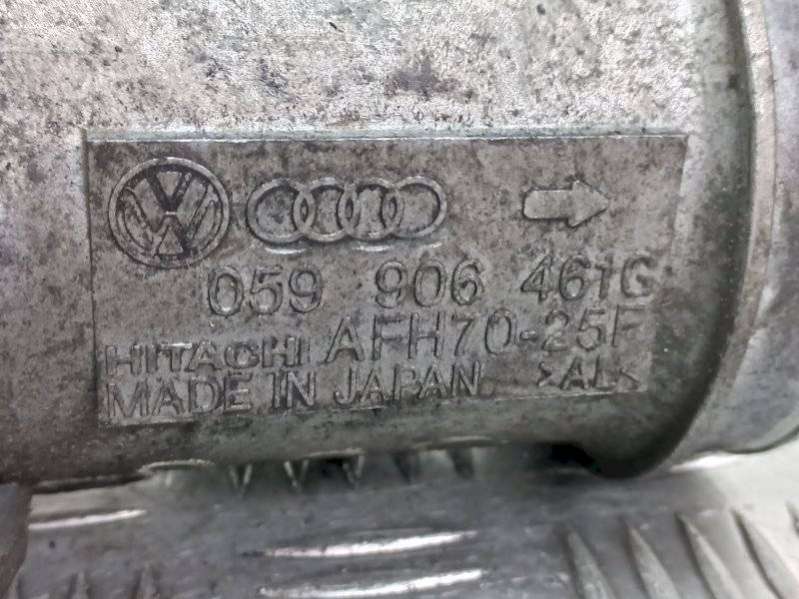 059 906 461G
HITACHI AFH70-25F
MADE IN JAPAN >AL<